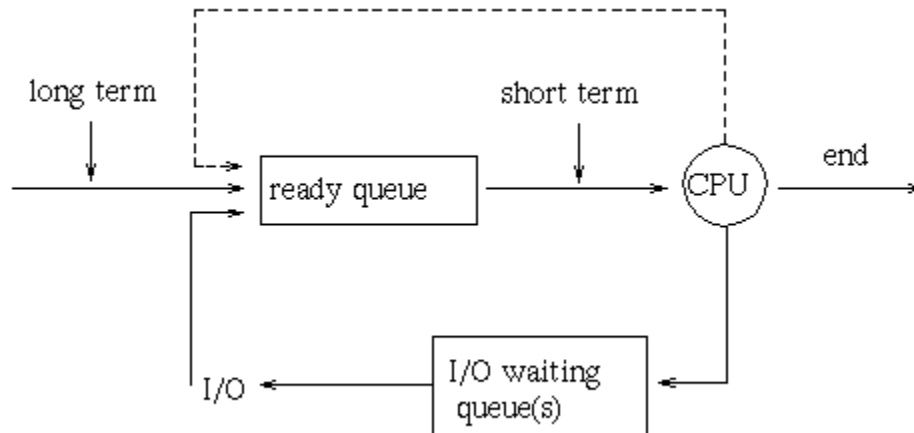 long term
short term
end
ready queue
CPU
I/O
I/O waiting
queue(s)